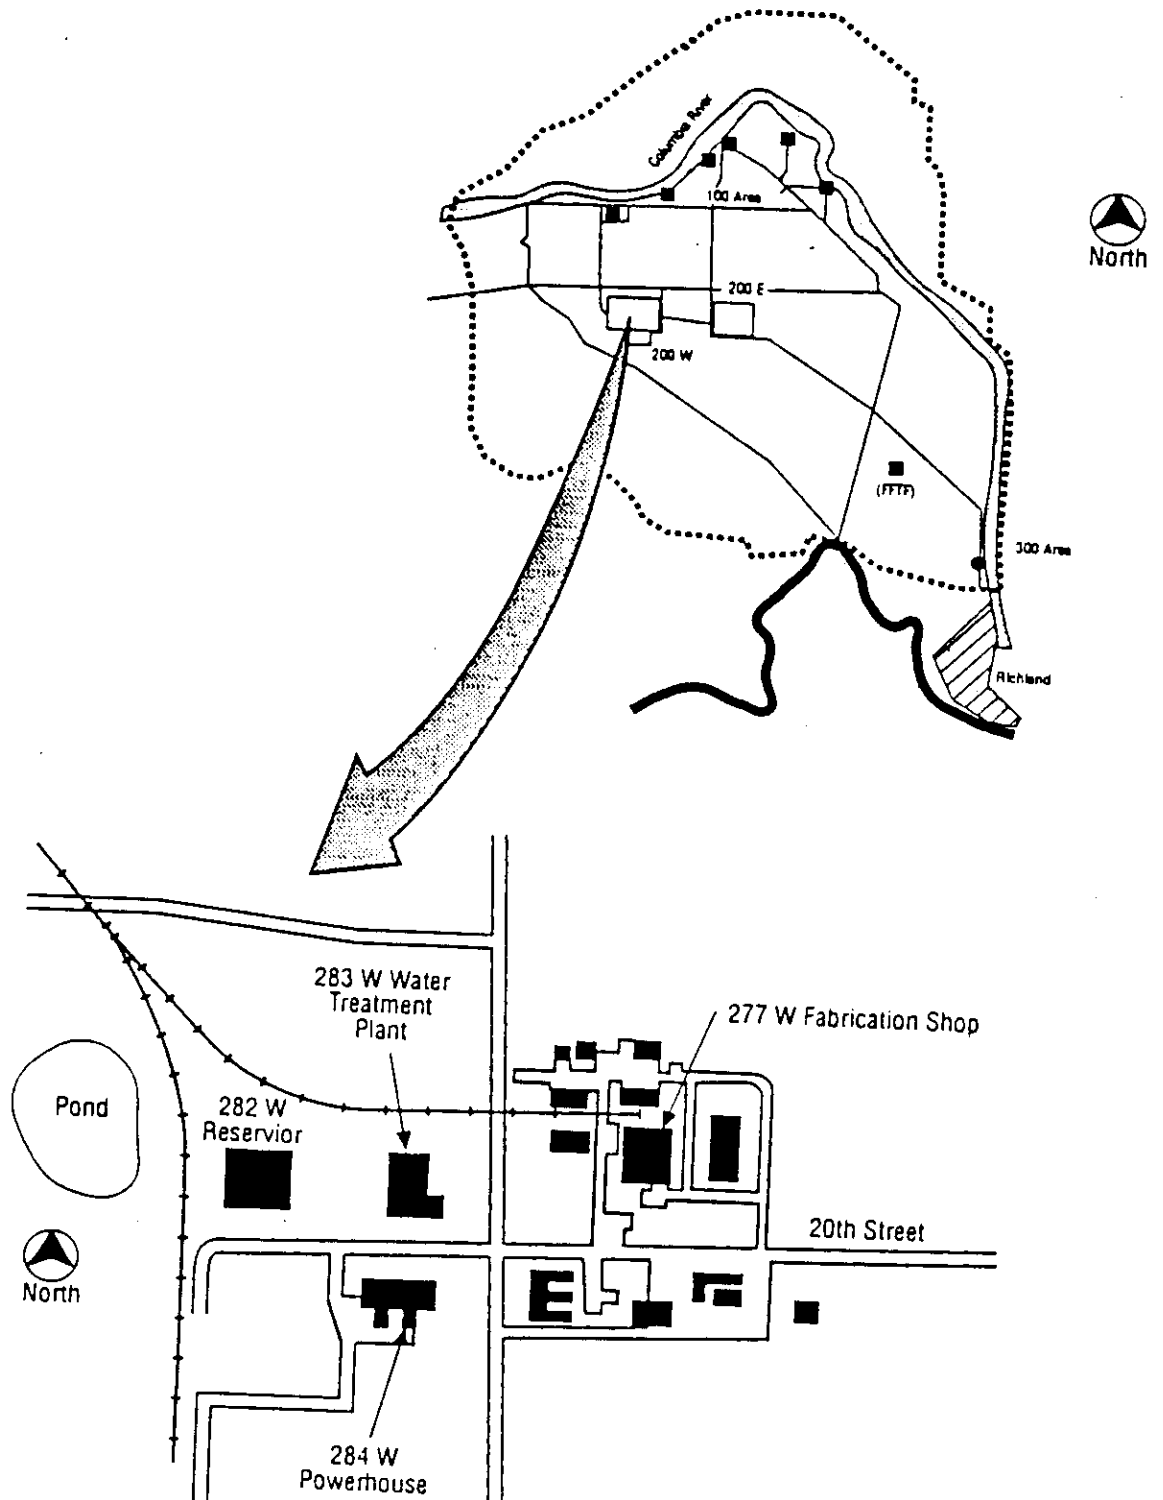 Columbia River
100 Area
North
200 E
200 W
(FFTF)
300 Area
Richland
283 W Water
Treatment
Plant
277 W Fabrication Shop
Pond
282 W
Reservior
20th Street
North
284 W
Powerhouse